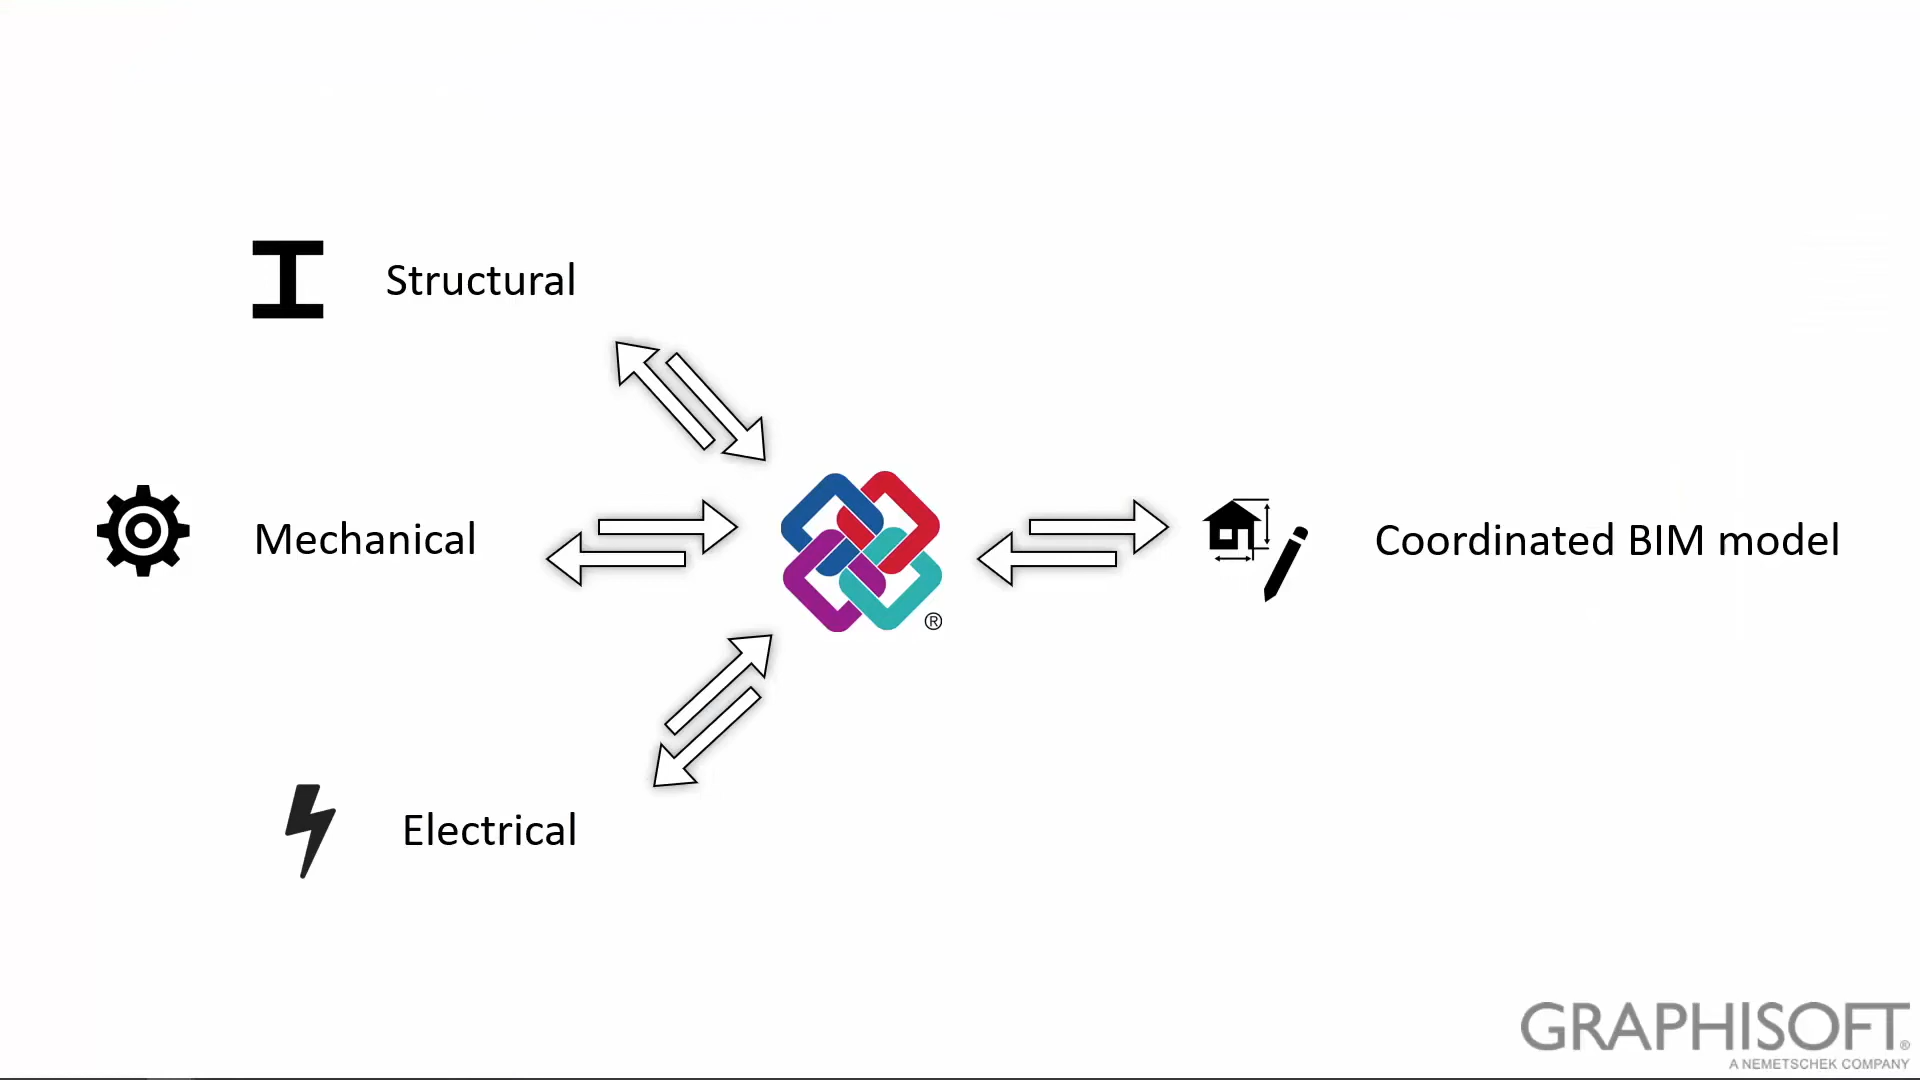 Structural
Mechanical
Coordinated BIM model
®
Electrical
GRAPHISOFT®
A NEMETSCHEK COMPANY